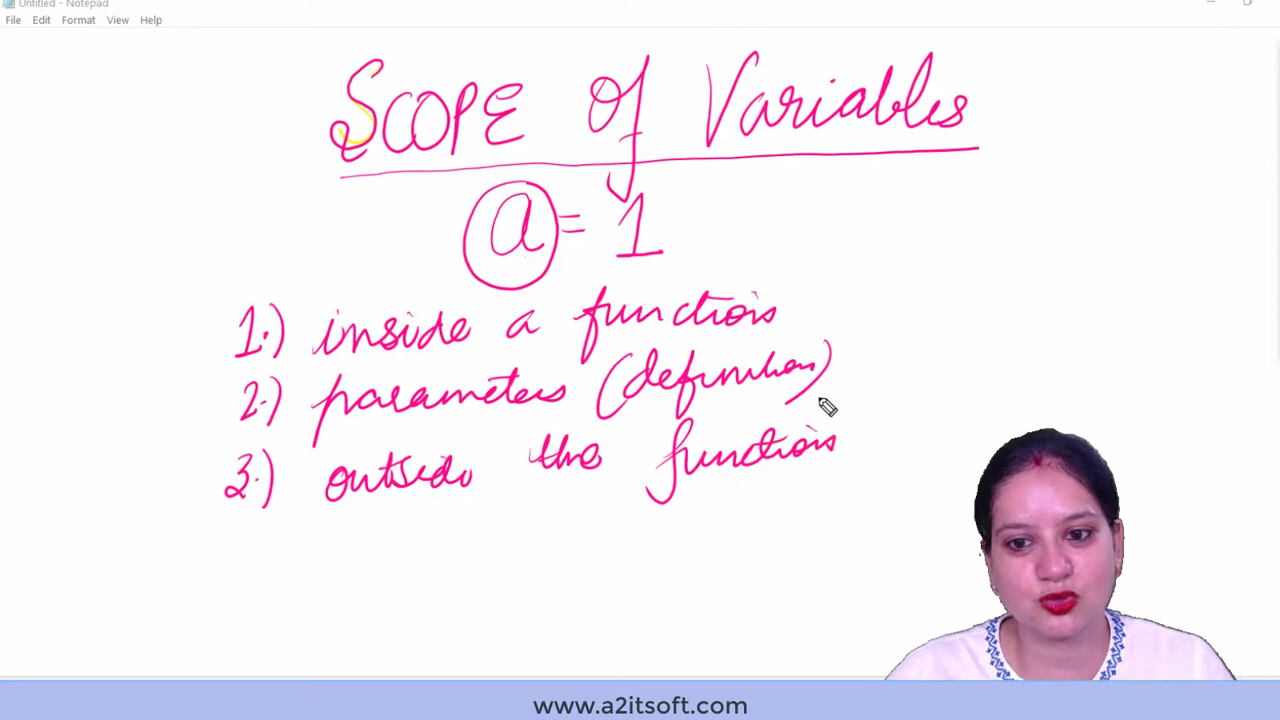 Untitled - Notepad
File Edit Format View Help
SCOPE of Variables
a = 1
1.) inside a function
2.) parameters (definition)
3.) outside the function
www.a2itsoft.com